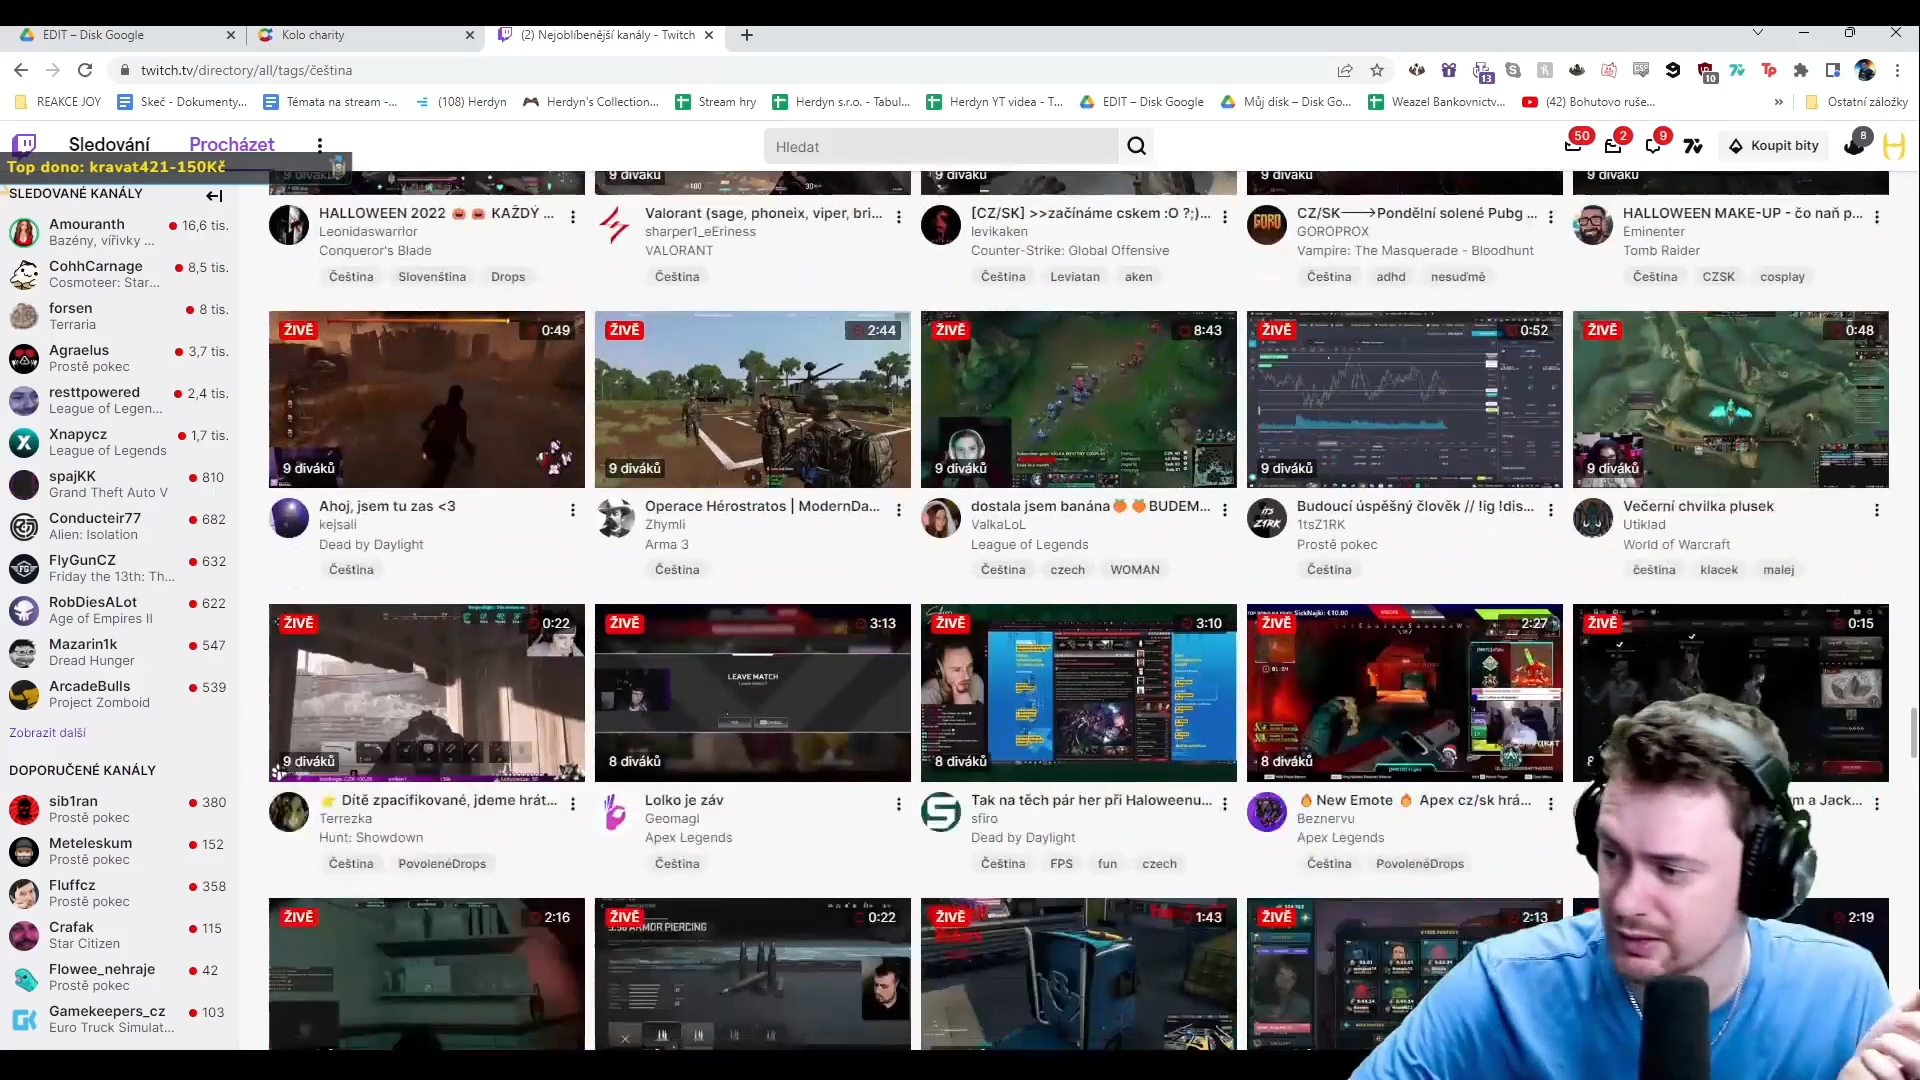 EDIT – Disk Google
Kolo charity
(2) Nejoblíbenější kanály - Twitch
twitch.tv/directory/all/tags/čeština
13
10
REAKCE JOY
Skeč - Dokumenty...
Témata na stream -...
(108) Herdyn
Herdyn's Collection...
Stream hry
Herdyn s.r.o. - Tabul...
Herdyn YT videa - T...
EDIT – Disk Google
Můj disk – Disk Go...
Weazel Bankovnictv...
(42) Bohutovo ruše...
Ostatní záložky
Sledování
Procházet
Hledat
50
2
9
Koupit bity
8
Top dono: kravat421-150Kč
SLEDOVANÉ KANÁLY
Amouranth
16,6 tis.
Bazény, vířivky ...
CohhCarnage
8,5 tis.
Cosmoteer: Star...
forsen
8 tis.
Terraria
Agraelus
3,7 tis.
Prostě pokec
resttpowered
2,4 tis.
League of Legen...
Xnapycz
1,7 tis.
League of Legends
spajKK
810
Grand Theft Auto V
Conducteir77
682
Alien: Isolation
FlyGunCZ
632
Friday the 13th: Th...
RobDiesALot
622
Age of Empires II
Mazarin1k
547
Dread Hunger
ArcadeBulls
539
Project Zomboid
Zobrazit další
DOPORUČENÉ KANÁLY
sib1ran
380
Prostě pokec
Meteleskum
152
Prostě pokec
Fluffcz
358
Prostě pokec
Crafak
115
Star Citizen
Flowee_nehraje
42
Prostě pokec
Gamekeepers_cz
103
Euro Truck Simulat...
9 diváků
9 diváků
9 diváků
9 diváků
9 diváků
HALLOWEEN 2022 🎃 🎃 KAŽDÝ ...
Leonidaswarrior
Conqueror's Blade
Čeština Slovenština Drops
Valorant (sage, phoneix, viper, bri...
sharper1_eEriness
VALORANT
Čeština
[CZ/SK] >>začínáme cskem :O ?;)...
levikaken
Counter-Strike: Global Offensive
Čeština Leviatan aken
GORO
CZ/SK--->Pondělní solené Pubg ...
GOROPROX
Vampire: The Masquerade - Bloodhunt
Čeština adhd nesuďmě
HALLOWEEN MAKE-UP - čo naň p...
Eminenter
Tomb Raider
Čeština CZSK cosplay
ŽIVĚ
0:49
9 diváků
Ahoj, jsem tu zas <3
kejsali
Dead by Daylight
Čeština
ŽIVĚ
2:44
9 diváků
Operace Hérostratos | ModernDa...
Zhymli
Arma 3
Čeština
ŽIVĚ
8:43
9 diváků
dostala jsem banána🍑 🍑BUDEM...
ValkaLoL
League of Legends
Čeština czech WOMAN
ŽIVĚ
0:52
9 diváků
ITS
Z1RK
Budoucí úspěšný člověk // !ig !dis...
1tsZ1RK
Prostě pokec
Čeština
ŽIVĚ
0:48
9 diváků
Večerní chvilka plusek
Utiklad
World of Warcraft
čeština klacek malej
ŽIVĚ
0:22
9 diváků
👉 Dítě zpacifikované, jdeme hrát...
Terrezka
Hunt: Showdown
Čeština PovolenéDrops
ŽIVĚ
3:13
LEAVE MATCH
8 diváků
Lolko je záv
Geomagi
Apex Legends
Čeština
ŽIVĚ
3:10
8 diváků
Tak na těch pár her při Haloweenu...
sfiro
Dead by Daylight
Čeština FPS fun czech
SickNajki: €10.00
ŽIVĚ
2:27
8 diváků
🔥New Emote 🔥 Apex cz/sk hrá...
Beznervu
Apex Legends
Čeština PovolenéDrops
ŽIVĚ
0:15
8
m a Jack...
ŽIVĚ
2:16
ŽIVĚ
0:22
ARMOR PIERCING
ŽIVĚ
1:43
ŽIVĚ
2:13
ŽIVĚ
2:19